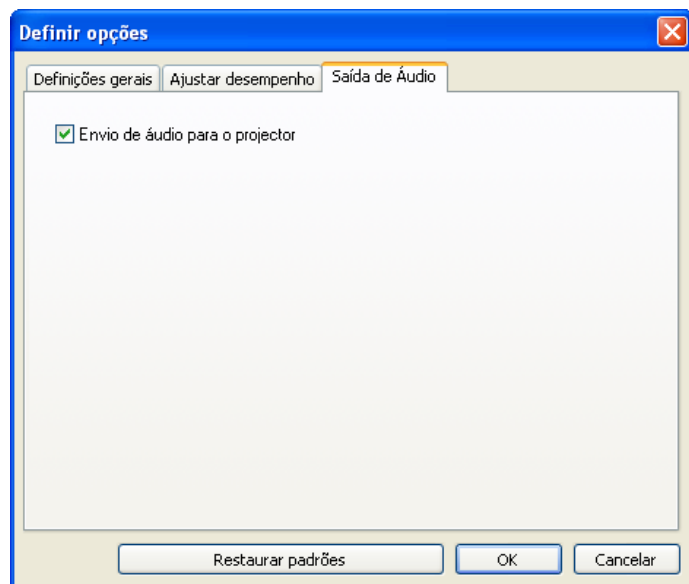 Definir opções
Definições gerais Ajustar desempenho Saída de Áudio
Envio de áudio para o projector
Restaurar padrões OK Cancelar